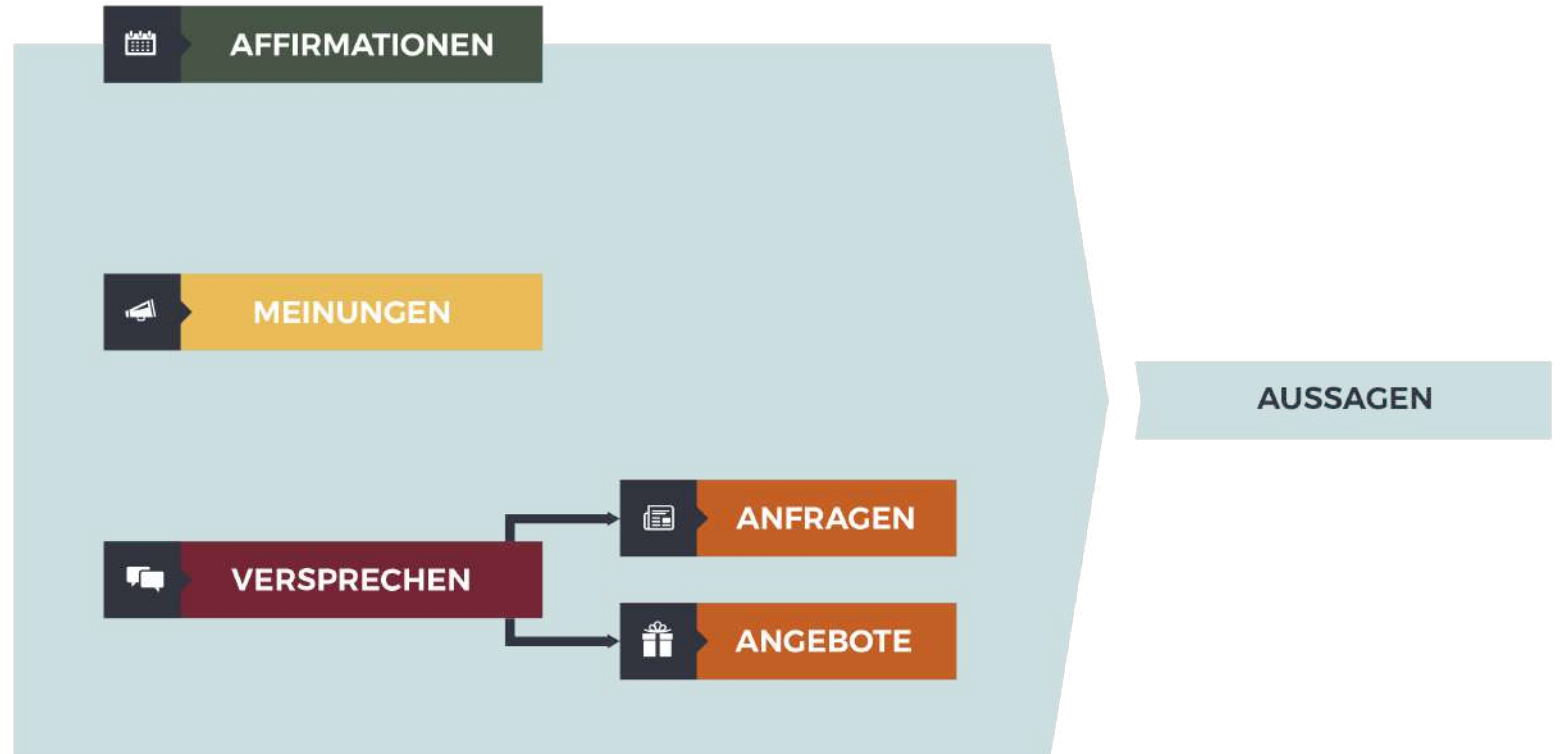 AFFIRMATIONEN
MEINUNGEN
AUSSAGEN
ANFRAGEN
VERSPRECHEN
ANGEBOTE